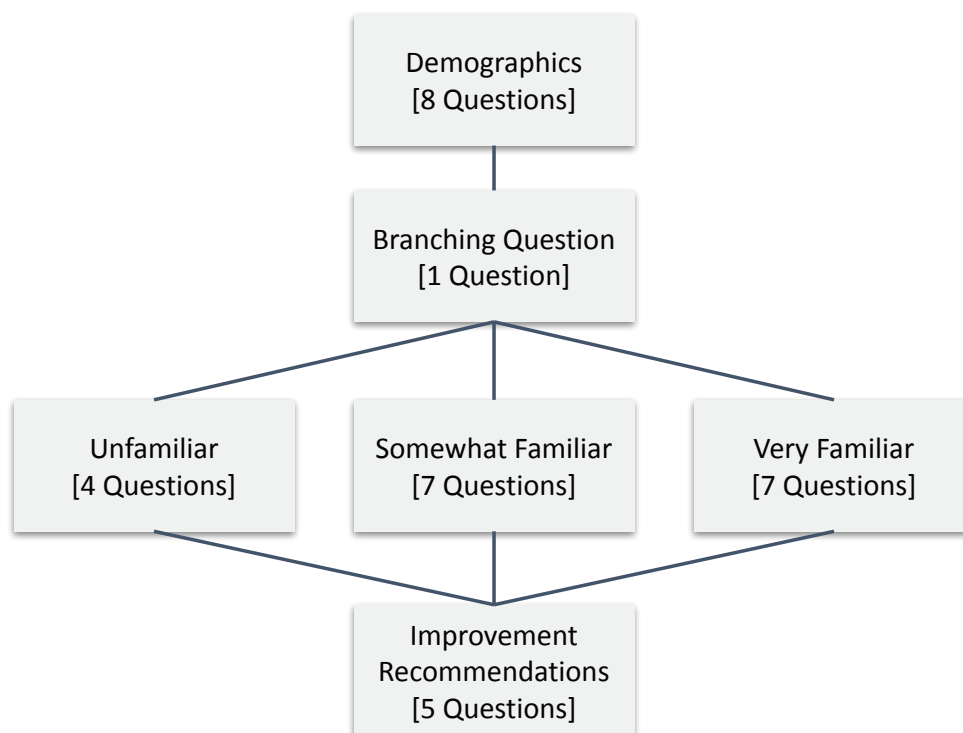 Demographics
[8 Questions]
Branching Question
[1 Question]
Unfamiliar
[4 Questions]
Somewhat Familiar
[7 Questions]
Very Familiar
[7 Questions]
Improvement
Recommendations
[5 Questions]